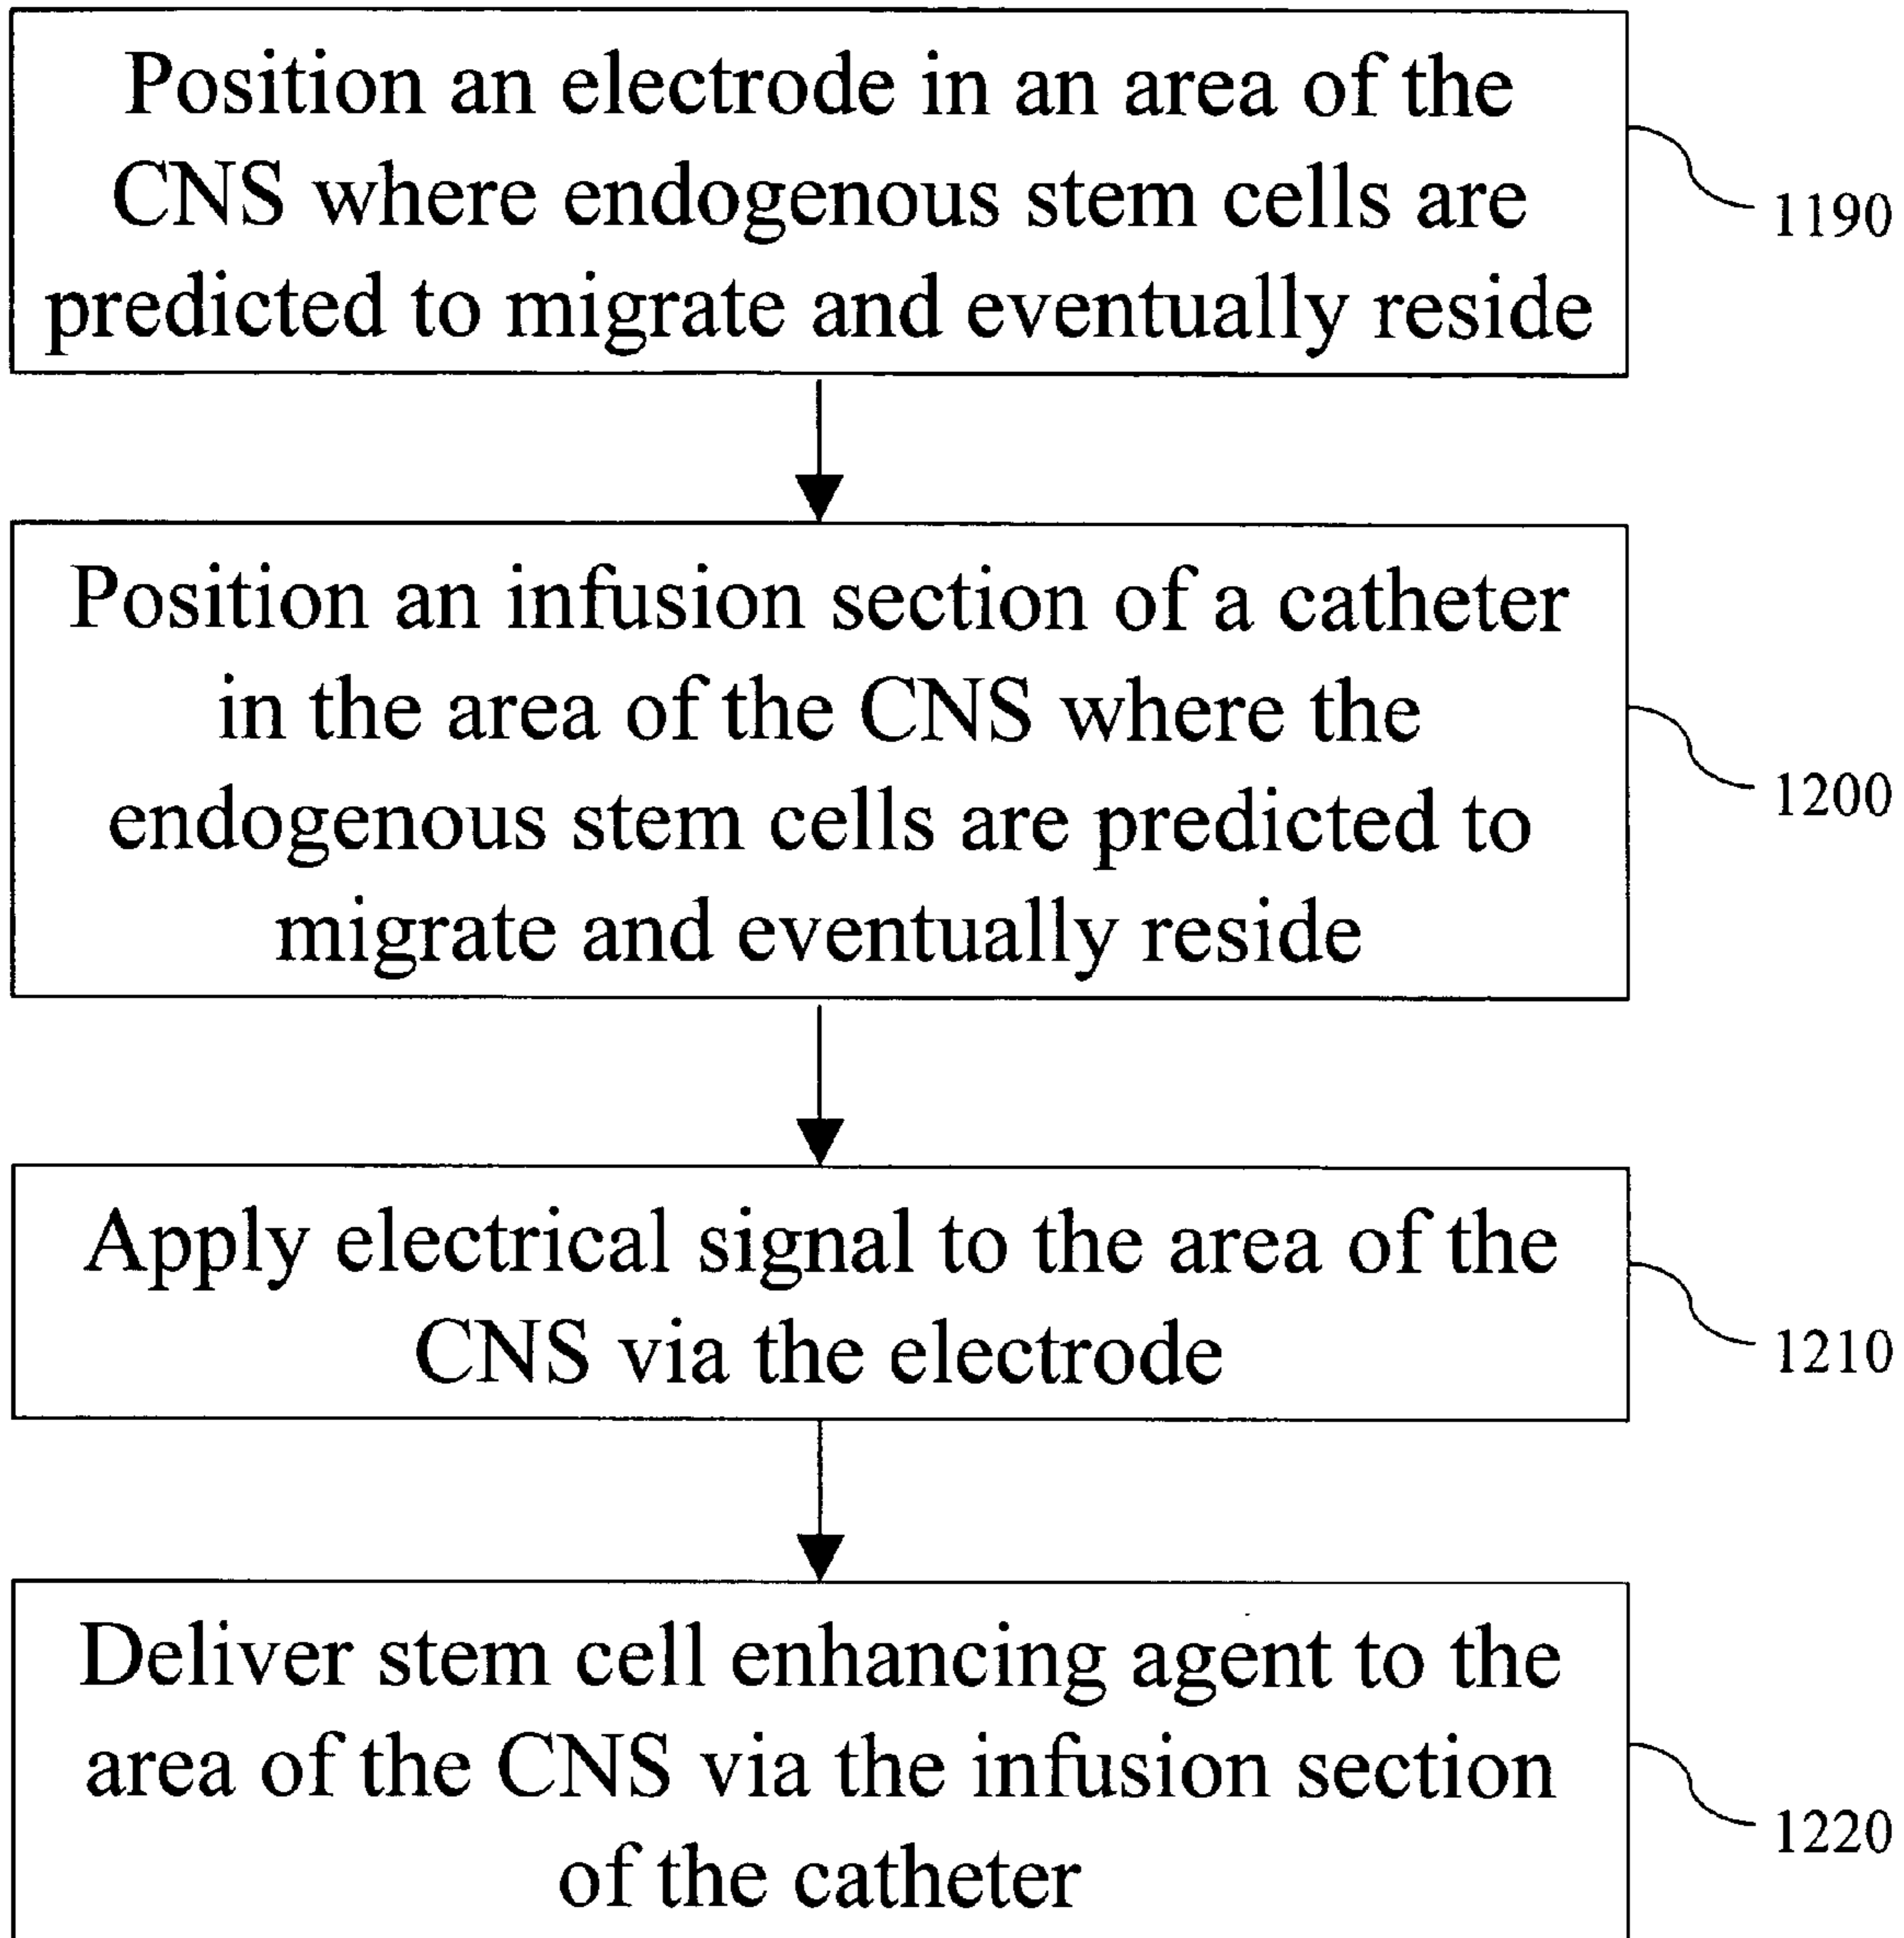 Position an electrode in an area of the
CNS where endogenous stem cells are
predicted to migrate and eventually reside
1190
Position an infusion section of a catheter
in the area of the CNS where the
endogenous stem cells are predicted to
migrate and eventually reside
1200
Apply electrical signal to the area of the
CNS via the electrode
1210
Deliver stem cell enhancing agent to the
area of the CNS via the infusion section
of the catheter
1220